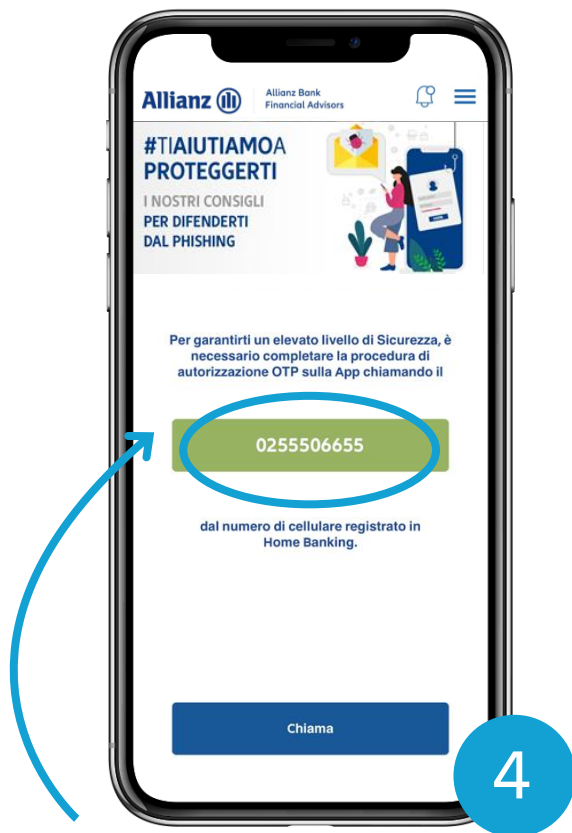 Allianz
Allianz Bank
Financial Advisors
#TIAIUTIAMOA
PROTEGGERTI
I NOSTRI CONSIGLI
PER DIFENDERTI
DAL PHISHING
Per garantirti un elevato livello di Sicurezza, è
necessario completare la procedura di
autorizzazione OTP sulla App chiamando il
0255506655
dal numero di cellulare registrato in
Home Banking.
Chiama
4